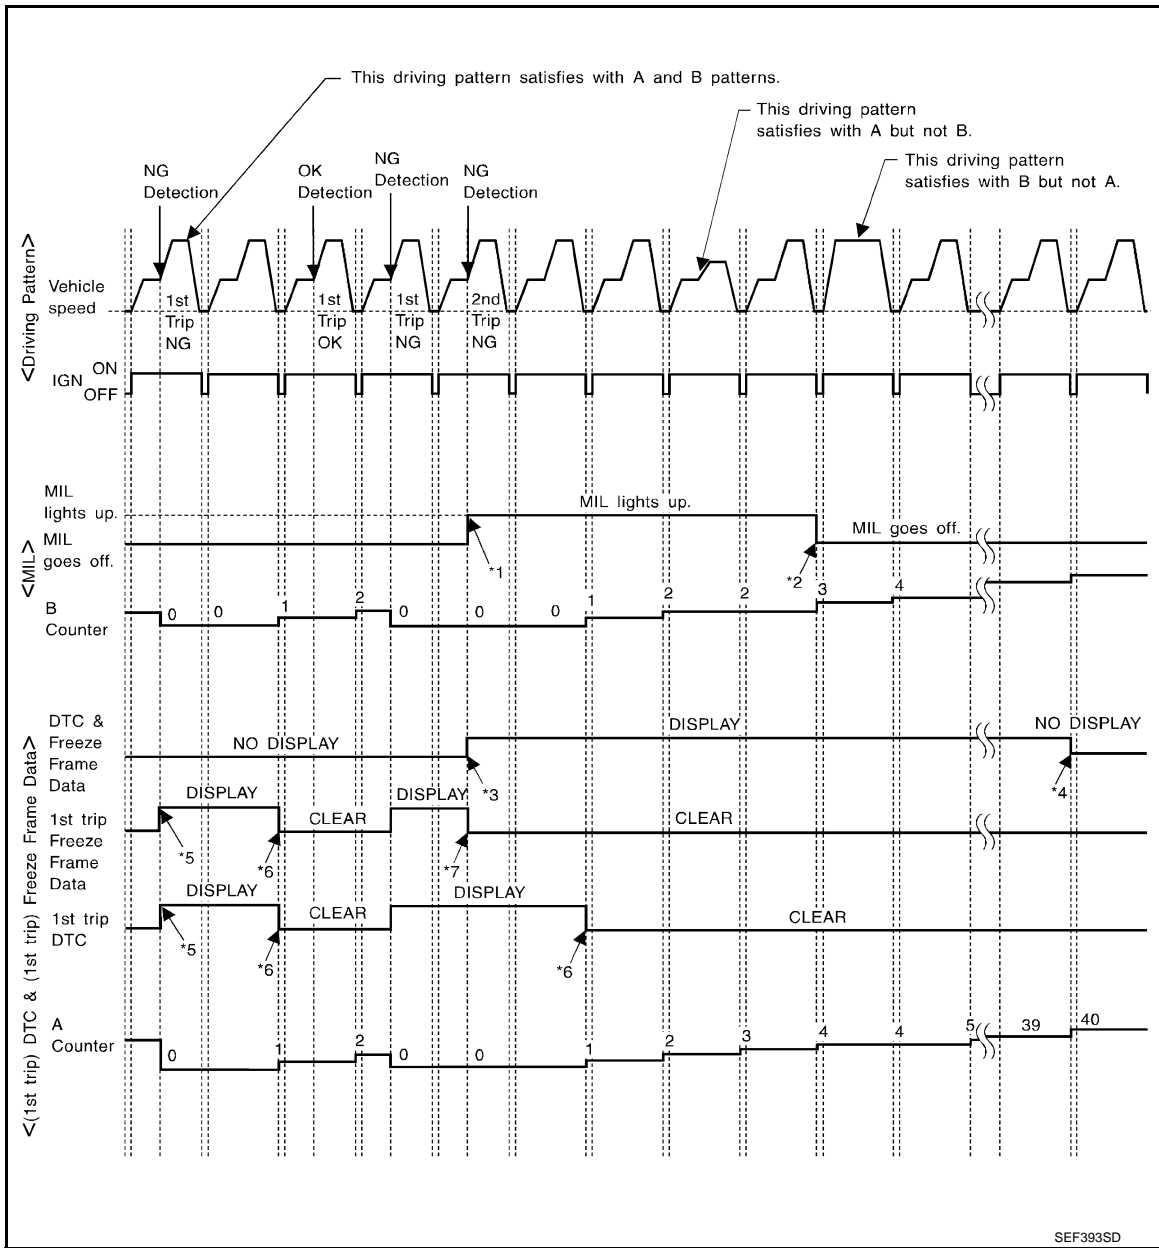 This driving pattern satisfies with A and B patterns.
This driving pattern
satisfies with A but not B.
This driving pattern
satisfies with B but not A.
NG
Detection
OK
Detection
NG
Detection
NG
Detection
<Driving Pattern>
Vehicle
speed
1st
Trip
NG
1st
Trip
OK
1st
Trip
NG
2nd
Trip
NG
IGN ON
OFF
<MIL>
MIL
lights up.
MIL
goes off.
MIL lights up.
MIL goes off.
*1
*2
B
Counter
0 0 1 2 0 0 0 1 2 2 3 4
<(1st trip) DTC & (1st trip) Freeze Frame Data>
DTC &
Freeze
Frame
Data
NO DISPLAY
DISPLAY
NO DISPLAY
*3
*4
1st trip
Freeze
Frame
Data
DISPLAY
CLEAR
DISPLAY
CLEAR
*5
*6
*7
1st trip
DTC
DISPLAY
CLEAR
DISPLAY
CLEAR
*5
*6
*6
A
Counter
0 1 2 0 0 1 2 3 4 4 5 39 40
SEF393SD